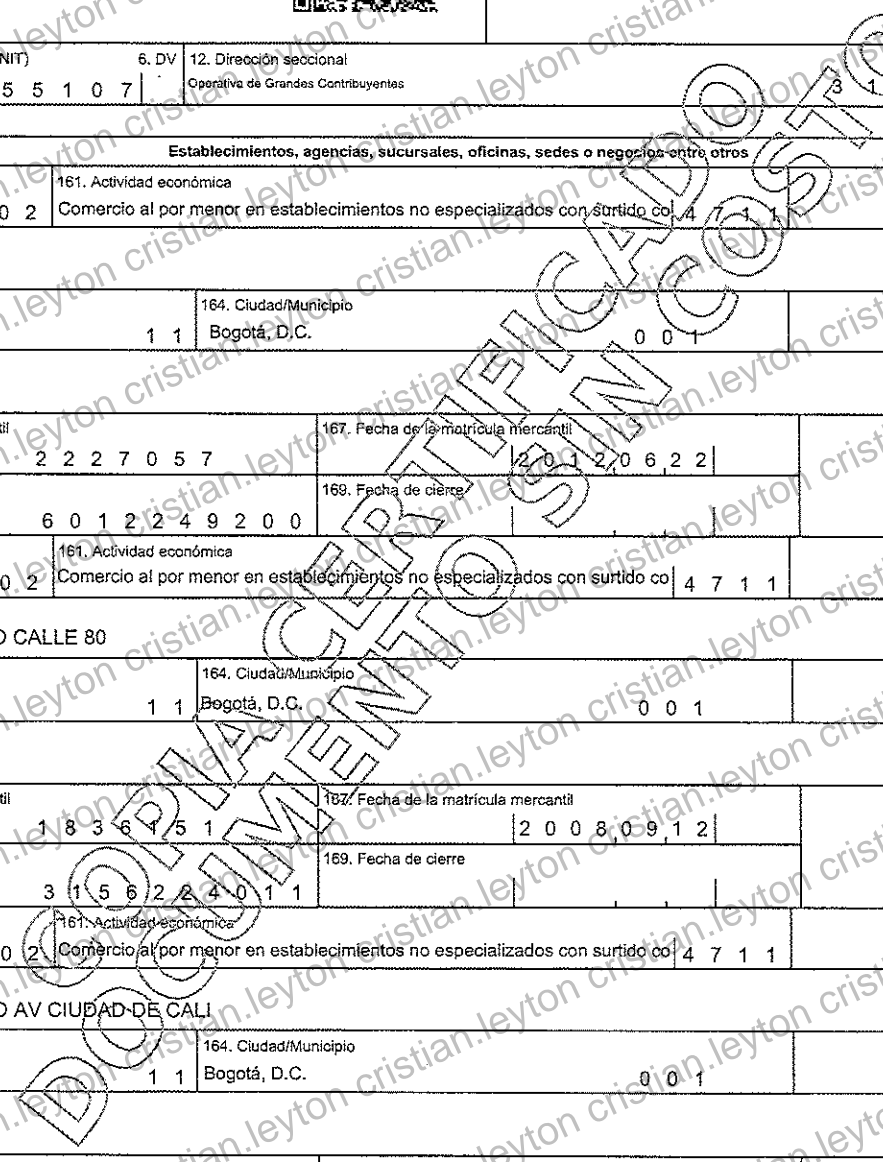 NIT) 6. DV 12. Dirección seccional
5 5 1 0 7 Operativa de Grandes Contribuyentes 3 1
Establecimientos, agencias, sucursales, oficinas, sedes o negocios entre otros
161. Actividad económica
0 2 Comercio al por menor en establecimientos no especializados con surtido co 4 7 1 1
164. Ciudad/Municipio
1 1 Bogotá, D.C. 0 0 1
til 167. Fecha de la matrícula mercantil
2 2 2 7 0 5 7 2 0 1 2 0 6 2 2
169. Fecha de cierre
6 0 1 2 2 4 9 2 0 0
161. Actividad económica
0 2 Comercio al por menor en establecimientos no especializados con surtido co 4 7 1 1
O CALLE 80
164. Ciudad/Municipio
1 1 Bogotá, D.C. 0 0 1
til 167. Fecha de la matrícula mercantil
1 8 3 6 1 5 1 2 0 0 8 0 9 1 2
169. Fecha de cierre
3 1 5 6 2 2 4 0 1 1
161. Actividad económica
0 2 Comercio al por menor en establecimientos no especializados con surtido co 4 7 1 1
O AV CIUDAD DE CALI
164. Ciudad/Municipio
1 1 Bogotá, D.C. 0 0 1
COPIA CERTIFICADO
DOCUMENTO SIN COSTO
cristian.leyton cristian.leyton cristian.leyton